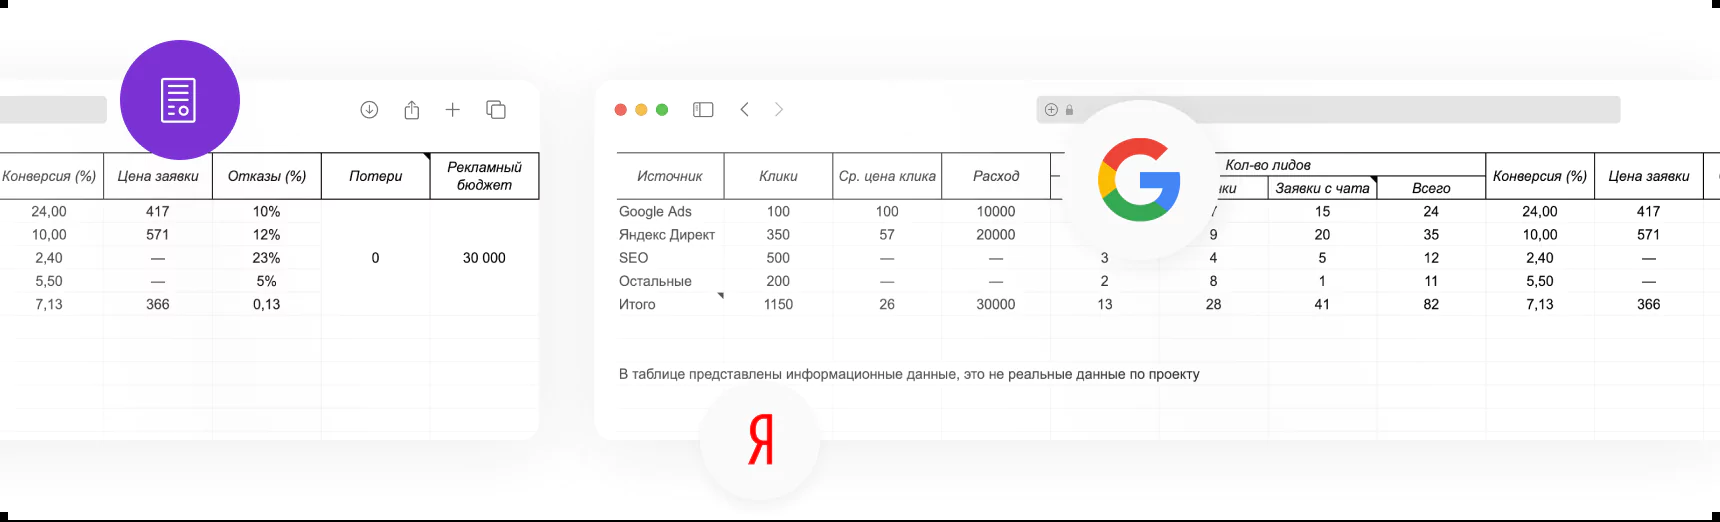 Конверсия (%) Цена заявки Отказы (%) Потери Рекламный бюджет
24,00 417 10%
10,00 571 12%
2,40 — 23% 0 30 000
5,50 — 5%
7,13 366 0,13
Источник Клики Ср. цена клика Расход Кол-во лидов Конверсия (%) Цена заявки
Заявки с чата Всего
Google Ads 100 100 10000 15 24 24,00 417
Яндекс Директ 350 57 20000 9 20 35 10,00 571
SEO 500 — — 3 4 5 12 2,40 —
Остальные 200 — — 2 8 1 11 5,50 —
Итого 1150 26 30000 13 28 41 82 7,13 366
В таблице представлены информационные данные, это не реальные данные по проекту
Я